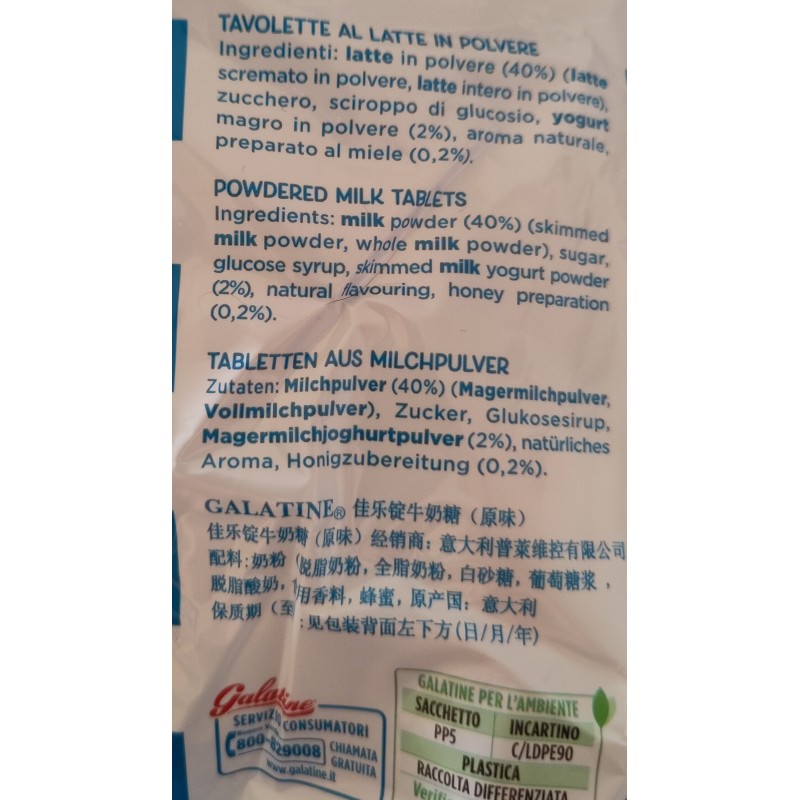 TAVOLETTE AL LATTE IN POLVERE
Ingredienti: latte in polvere (40%) (latte
scremato in polvere, latte intero in polvere),
zucchero, sciroppo di glucosio, yogurt
magro in polvere (2%), aroma naturale,
preparato al miele (0,2%).
POWDERED MILK TABLETS
Ingredients: milk powder (40%) (skimmed
milk powder, whole milk powder), sugar,
glucose syrup, skimmed milk yogurt powder
(2%), natural flavouring, honey preparation
(0,2%).
TABLETTEN AUS MILCHPULVER
Zutaten: Milchpulver (40%) (Magermilchpulver,
Vollmilchpulver), Zucker, Glukosesirup,
Magermilchjoghurtpulver (2%), natürliches
Aroma, Honigzubereitung (0,2%).
GALATINE® 佳乐锭牛奶糖（原味）
佳乐锭牛奶糖（原味）经销商：意大利普莱维控有限公司
配料：奶粉（脱脂奶粉，全脂奶粉，白砂糖，葡萄糖浆，
脱脂酸奶，用香料，蜂蜜，原产国：意大利
保质期（至：见包装背面左下方(日/月/年)
Galatine
SERVIZIO CONSUMATORI
800-829008 CHIAMATA GRATUITA
www.galatine.it
GALATINE PER L'AMBIENTE
SACCHETTO INCARTINO
PP5 C/LDPE90
PLASTICA
RACCOLTA DIFFERENZIATA